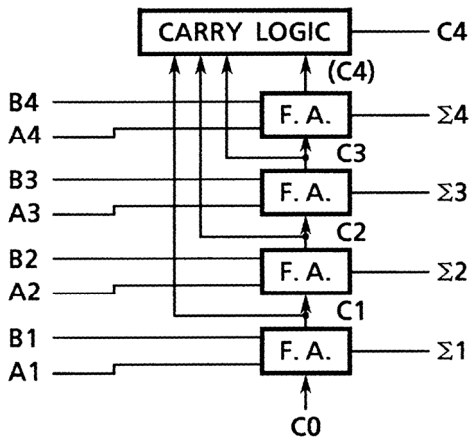 CARRY LOGIC
C4
(C4)
B4
F. A.
Σ4
A4
C3
B3
F. A.
Σ3
A3
C2
B2
F. A.
Σ2
A2
C1
B1
F. A.
Σ1
A1
C0